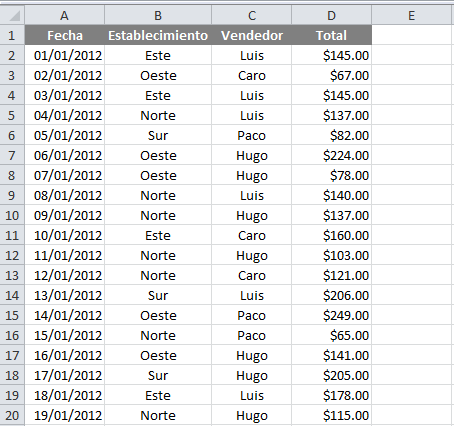 A B C D E
1 Fecha Establecimiento Vendedor Total
2 01/01/2012 Este Luis $145.00
3 02/01/2012 Oeste Caro $67.00
4 03/01/2012 Este Luis $145.00
5 04/01/2012 Norte Luis $137.00
6 05/01/2012 Sur Paco $82.00
7 06/01/2012 Oeste Hugo $224.00
8 07/01/2012 Oeste Hugo $78.00
9 08/01/2012 Norte Luis $140.00
10 09/01/2012 Norte Hugo $137.00
11 10/01/2012 Este Caro $160.00
12 11/01/2012 Norte Hugo $103.00
13 12/01/2012 Norte Caro $121.00
14 13/01/2012 Sur Luis $206.00
15 14/01/2012 Oeste Paco $249.00
16 15/01/2012 Norte Paco $65.00
17 16/01/2012 Oeste Hugo $141.00
18 17/01/2012 Sur Hugo $205.00
19 18/01/2012 Este Luis $178.00
20 19/01/2012 Norte Hugo $115.00